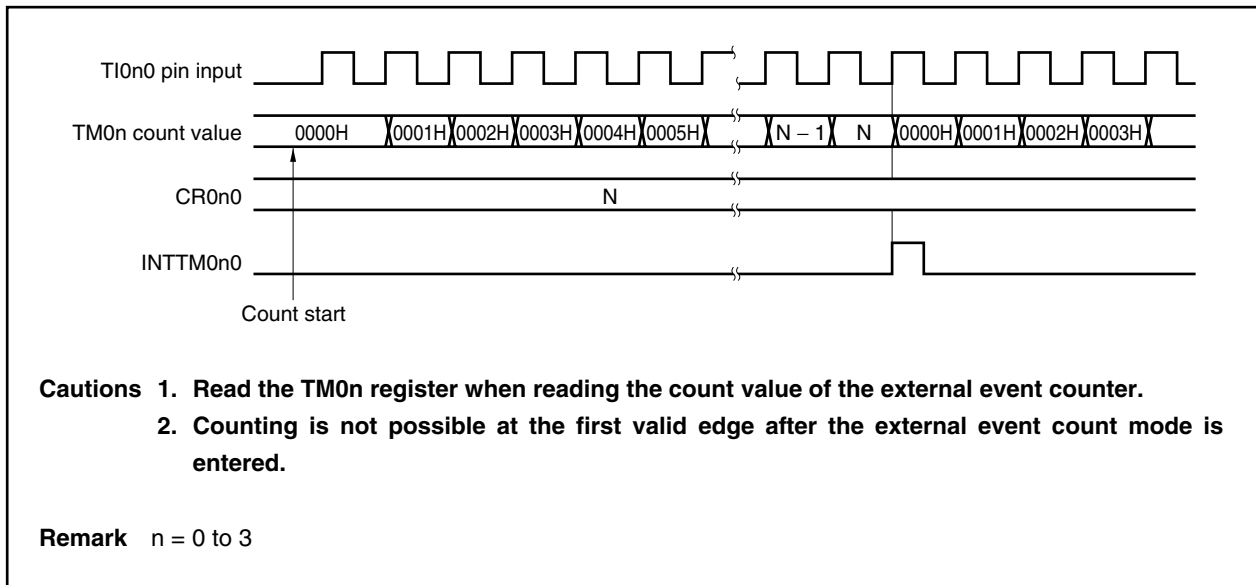 TI0n0 pin input
TM0n count value 0000H 0001H 0002H 0003H 0004H 0005H N – 1 N 0000H 0001H 0002H 0003H
CR0n0 N
INTTM0n0
Count start
Cautions 1. Read the TM0n register when reading the count value of the external event counter.
2. Counting is not possible at the first valid edge after the external event count mode is
entered.
Remark n = 0 to 3